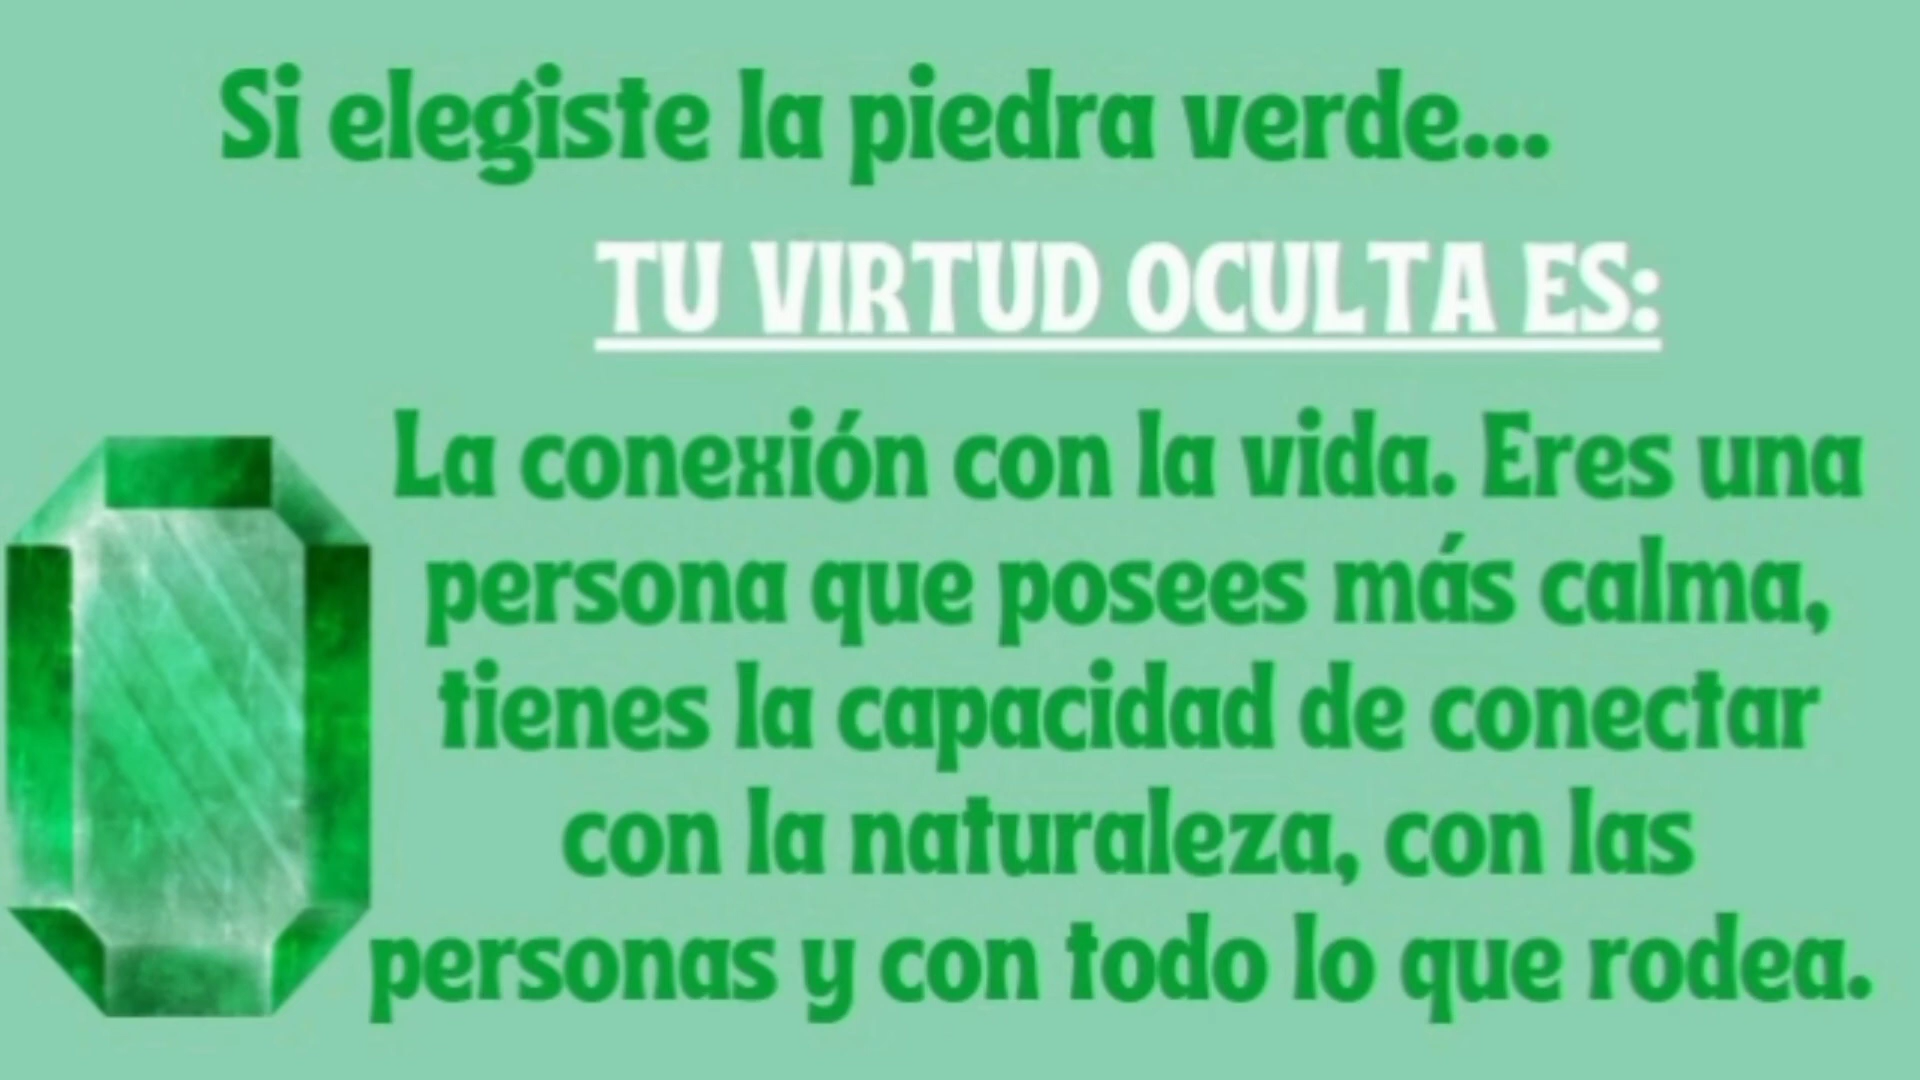 Si elegiste la piedra verde...
TU VIRTUD OCULTA ES:
La conexión con la vida. Eres una
persona que posees más calma,
tienes la capacidad de conectar
con la naturaleza, con las
personas y con todo lo que rodea.